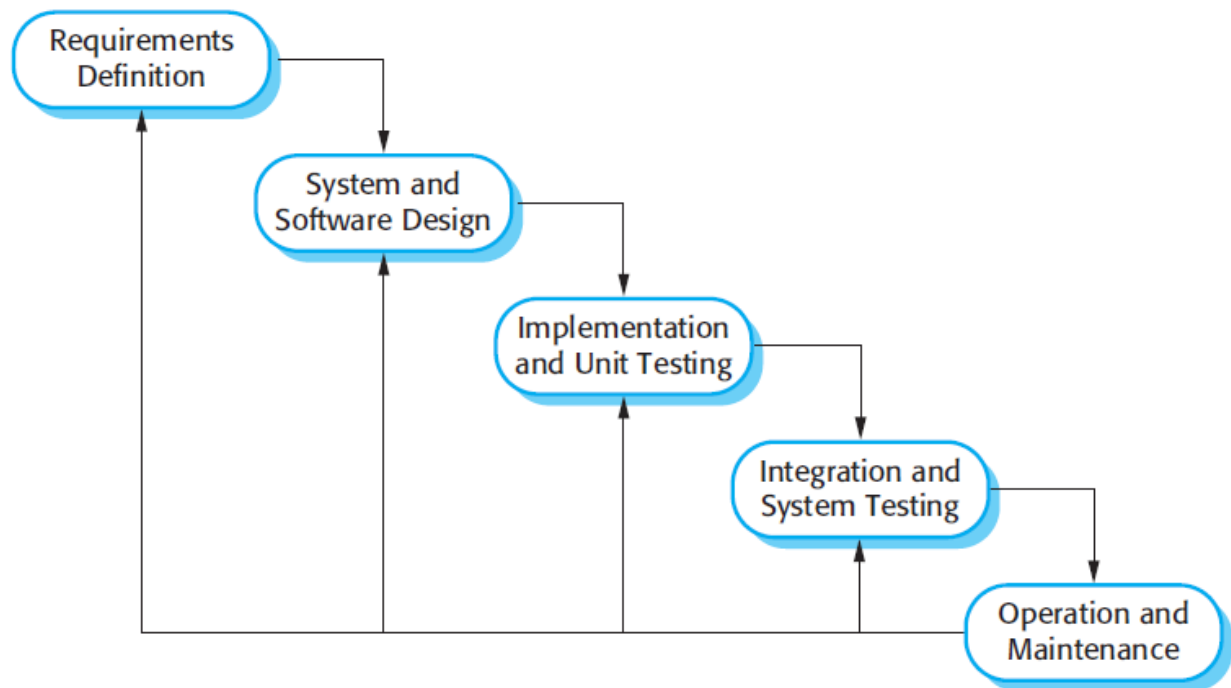 Requirements
Definition
System and
Software Design
Implementation
and Unit Testing
Integration and
System Testing
Operation and
Maintenance